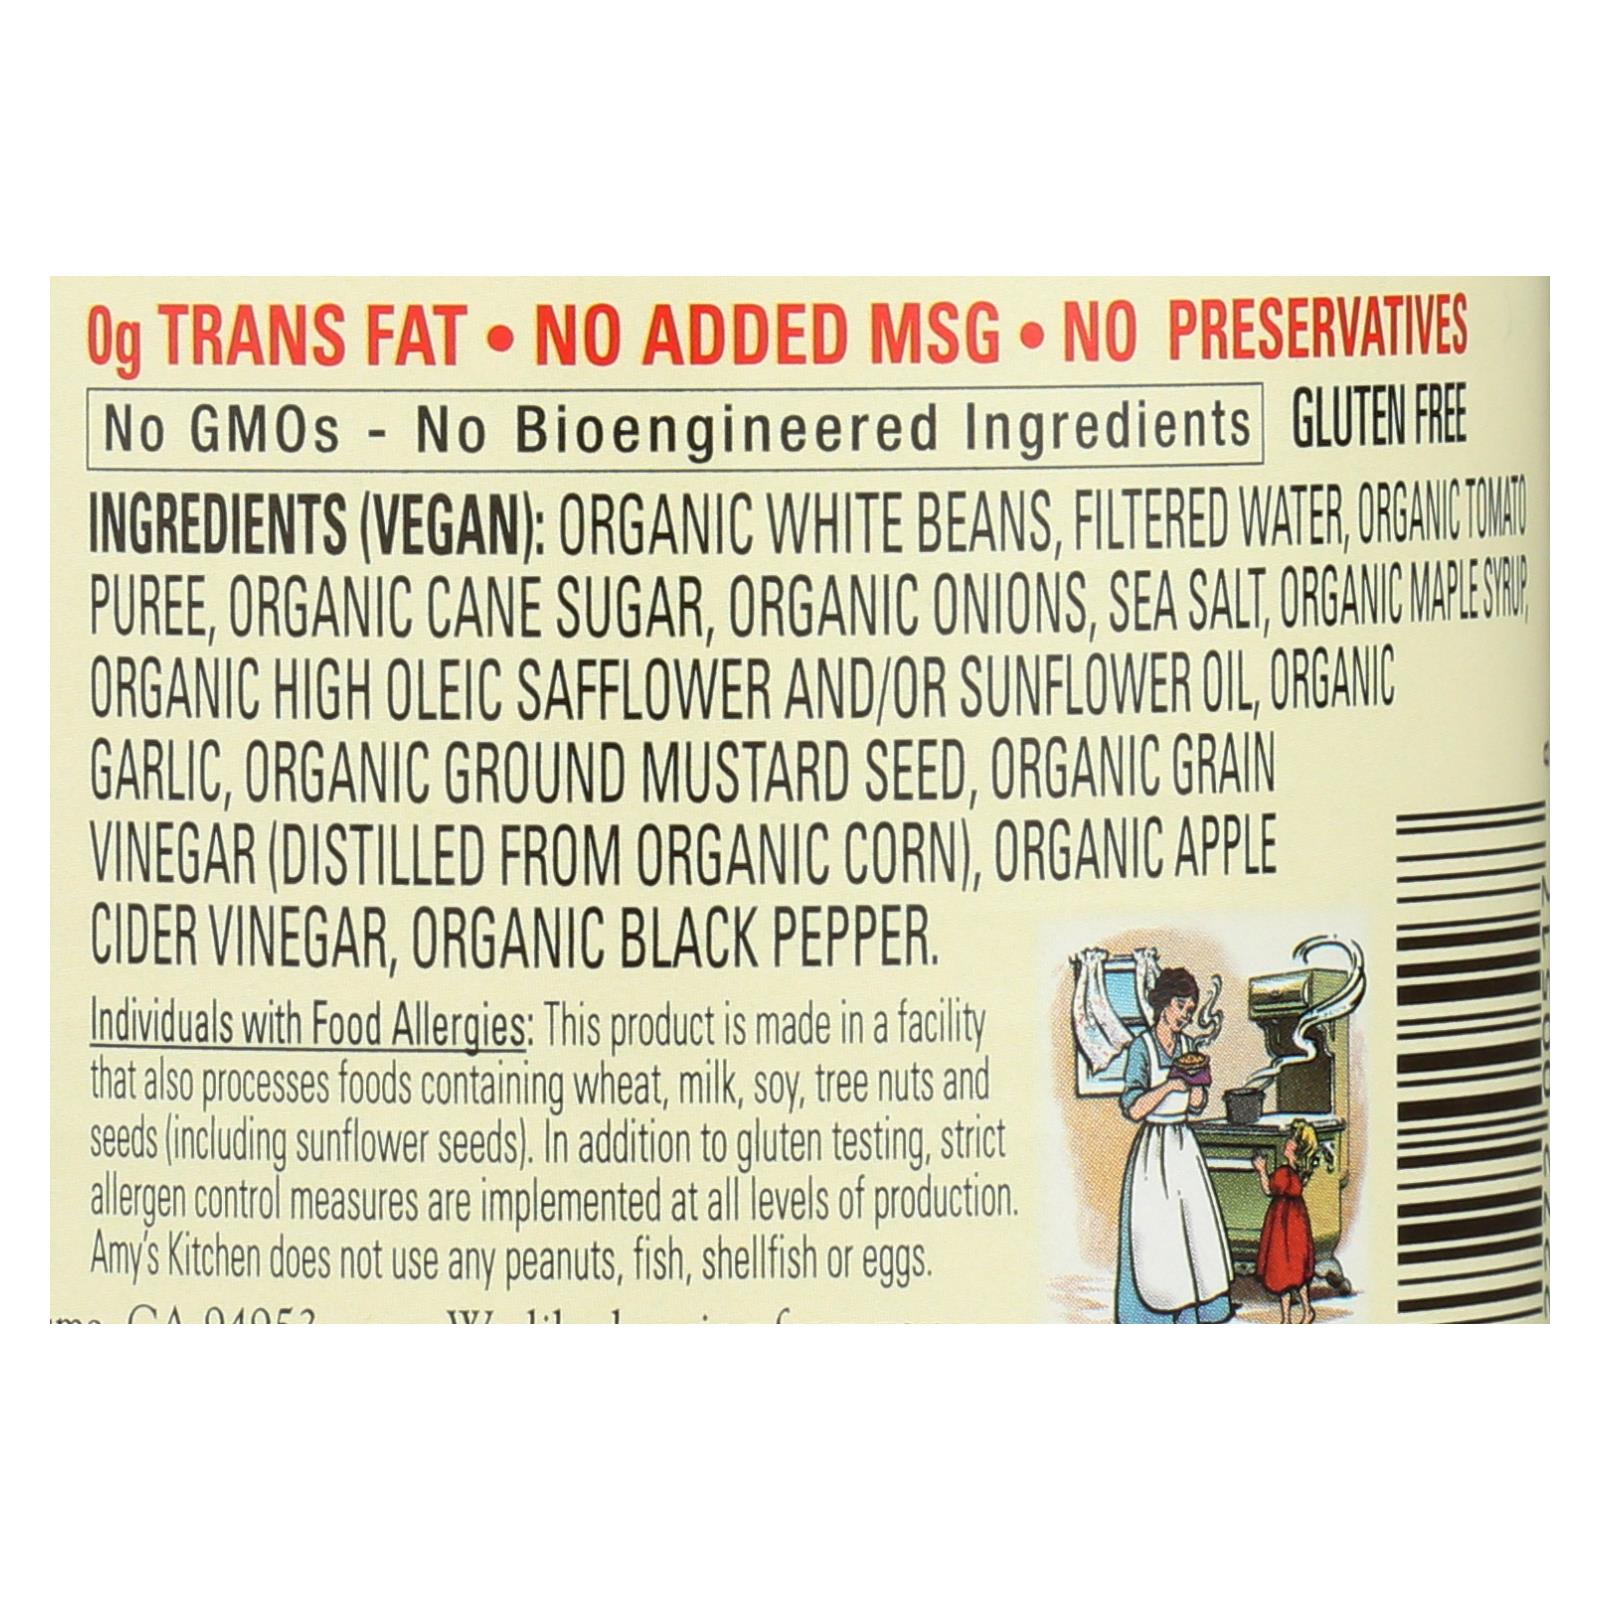 0g TRANS FAT • NO ADDED MSG • NO PRESERVATIVES
No GMOs - No Bioengineered Ingredients GLUTEN FREE
INGREDIENTS (VEGAN): ORGANIC WHITE BEANS, FILTERED WATER, ORGANIC TOMATO
PUREE, ORGANIC CANE SUGAR, ORGANIC ONIONS, SEA SALT, ORGANIC MAPLE SYRUP,
ORGANIC HIGH OLEIC SAFFLOWER AND/OR SUNFLOWER OIL, ORGANIC
GARLIC, ORGANIC GROUND MUSTARD SEED, ORGANIC GRAIN
VINEGAR (DISTILLED FROM ORGANIC CORN), ORGANIC APPLE
CIDER VINEGAR, ORGANIC BLACK PEPPER.
Individuals with Food Allergies: This product is made in a facility
that also processes foods containing wheat, milk, soy, tree nuts and
seeds (including sunflower seeds). In addition to gluten testing, strict
allergen control measures are implemented at all levels of production.
Amy's Kitchen does not use any peanuts, fish, shellfish or eggs.
CA 94953